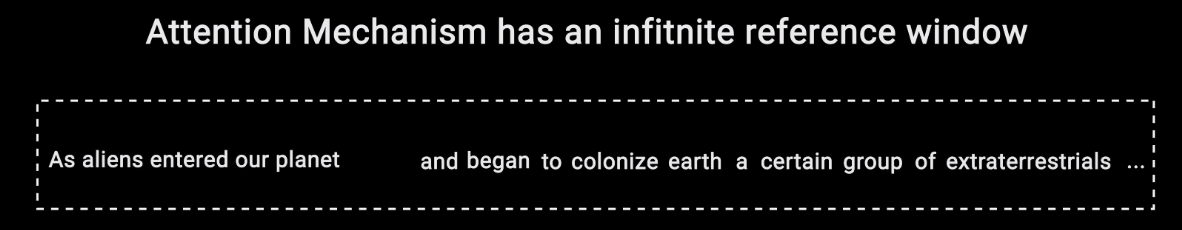 Attention Mechanism has an infitnite reference window
As aliens entered our planet and began to colonize earth a certain group of extraterrestrials ...